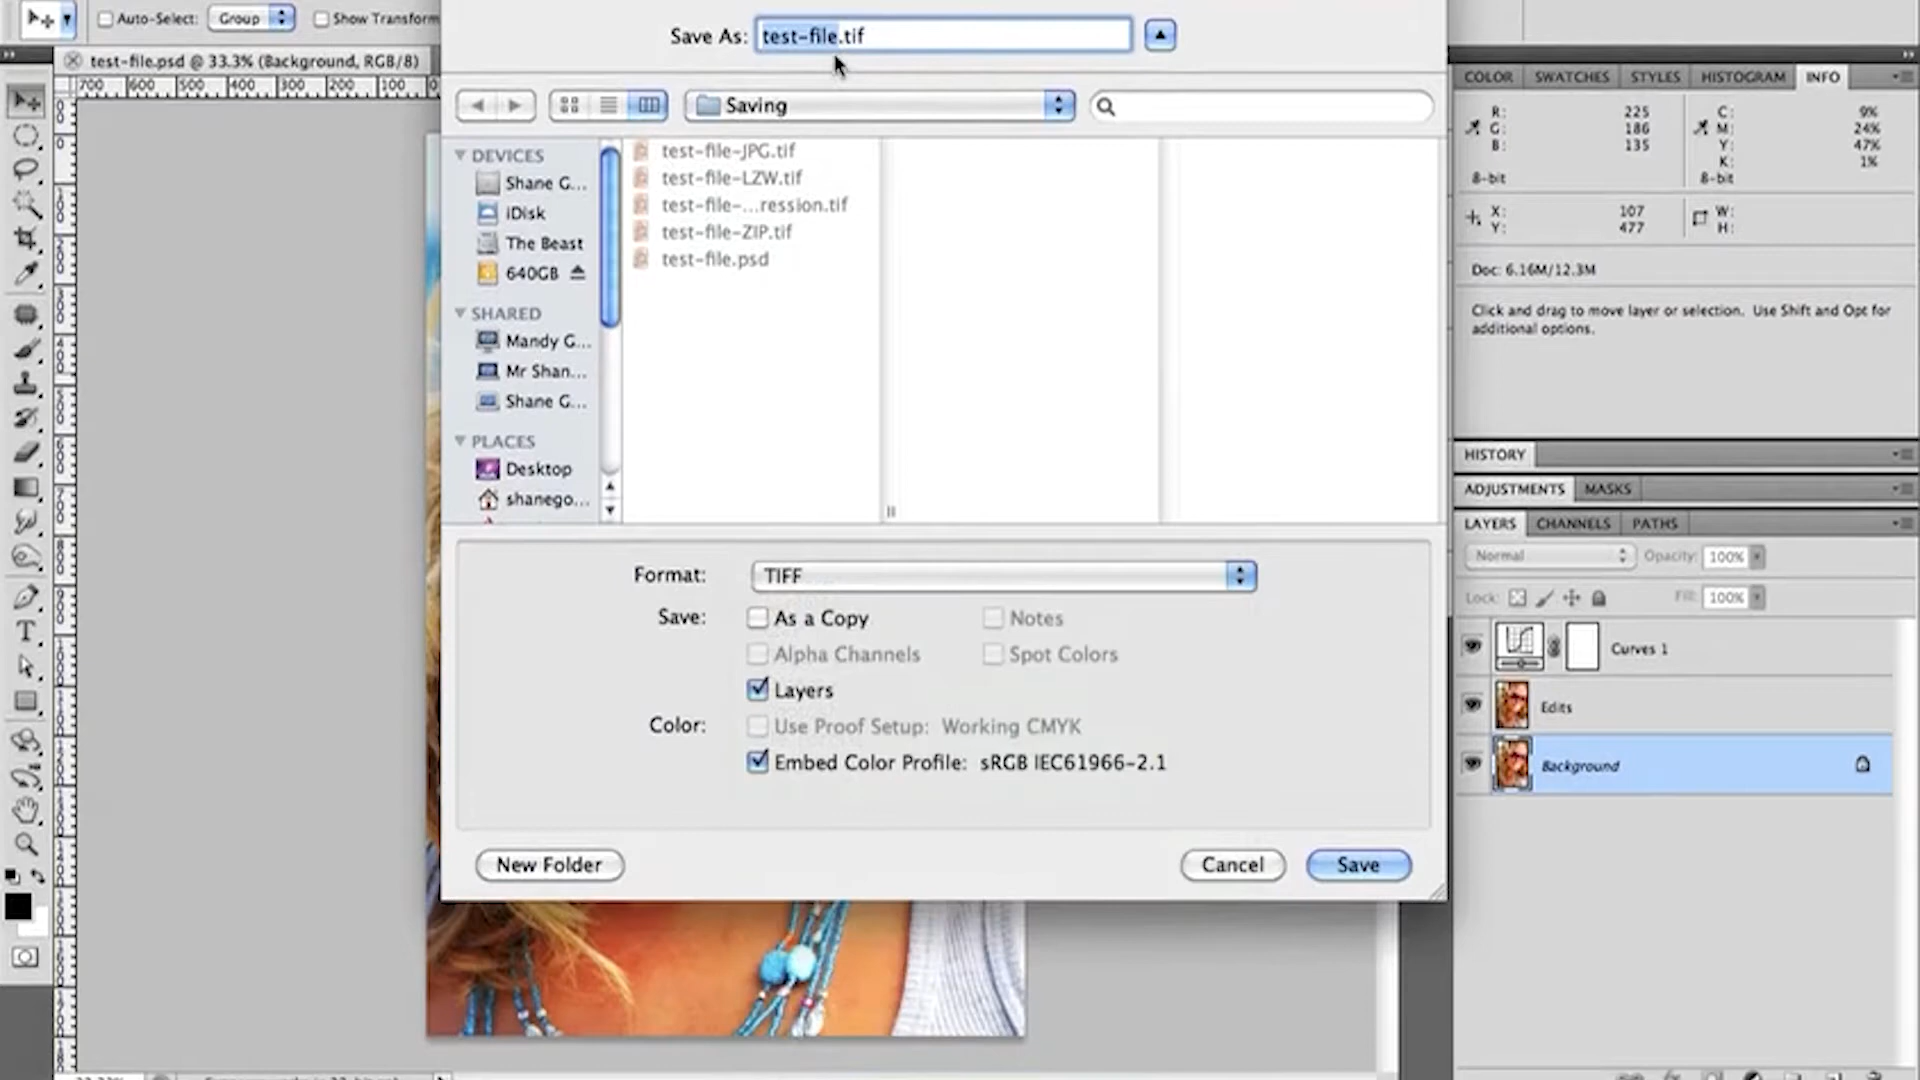 Auto-Select: Group Show Transform
Save As: test-file.tif
test-file.psd @ 33.3% (Background, RGB/8)
700 600 500 400 300 200 100 0
Saving
DEVICES
Shane G...
iDisk
The Beast
640GB
SHARED
Mandy G...
Mr Shan...
Shane G...
PLACES
Desktop
shanego...
test-file-JPG.tif
test-file-LZW.tif
test-file-...ression.tif
test-file-ZIP.tif
test-file.psd
Format: TIFF
Save: As a Copy Notes
Alpha Channels Spot Colors
Layers
Color: Use Proof Setup: Working CMYK
Embed Color Profile: sRGB IEC61966-2.1
New Folder Cancel Save
COLOR SWATCHES STYLES HISTOGRAM INFO
R: 225 C: 9%
G: 186 M: 24%
B: 135 Y: 47%
K: 1%
8-bit 8-bit
X: 107 W:
Y: 477 H:
Doc: 6.16M/12.3M
Click and drag to move layer or selection. Use Shift and Opt for
additional options.
HISTORY
ADJUSTMENTS MASKS
LAYERS CHANNELS PATHS
Normal Opacity: 100%
Lock: Fill: 100%
Curves 1
Edits
Background